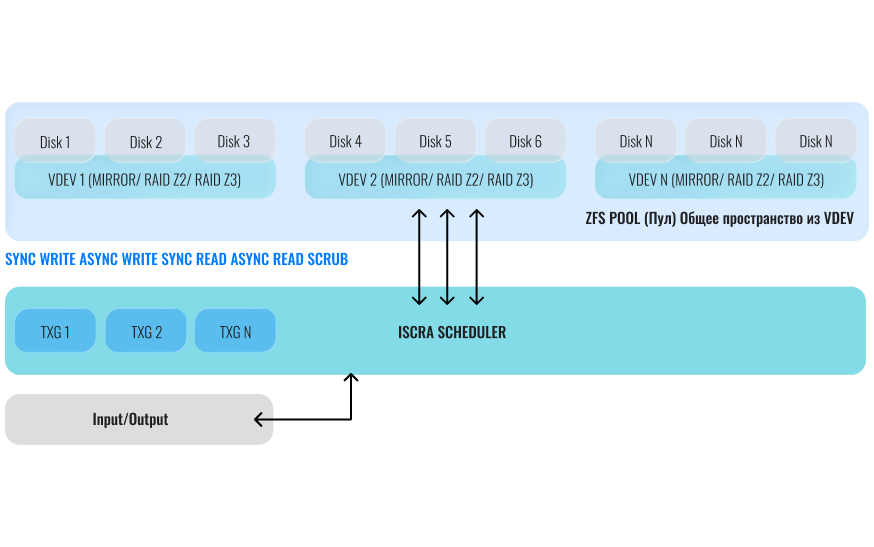 Disk 1 Disk 2 Disk 3 Disk 4 Disk 5 Disk 6 Disk N Disk N Disk N
VDEV 1 (MIRROR/ RAID Z2/ RAID Z3) VDEV 2 (MIRROR/ RAID Z2/ RAID Z3) VDEV N (MIRROR/ RAID Z2/ RAID Z3)
ZFS POOL (Пул) Общее пространство из VDEV
SYNC WRITE ASYNC WRITE SYNC READ ASYNC READ SCRUB
TXG 1 TXG 2 TXG N ISCRA SCHEDULER
Input/Output